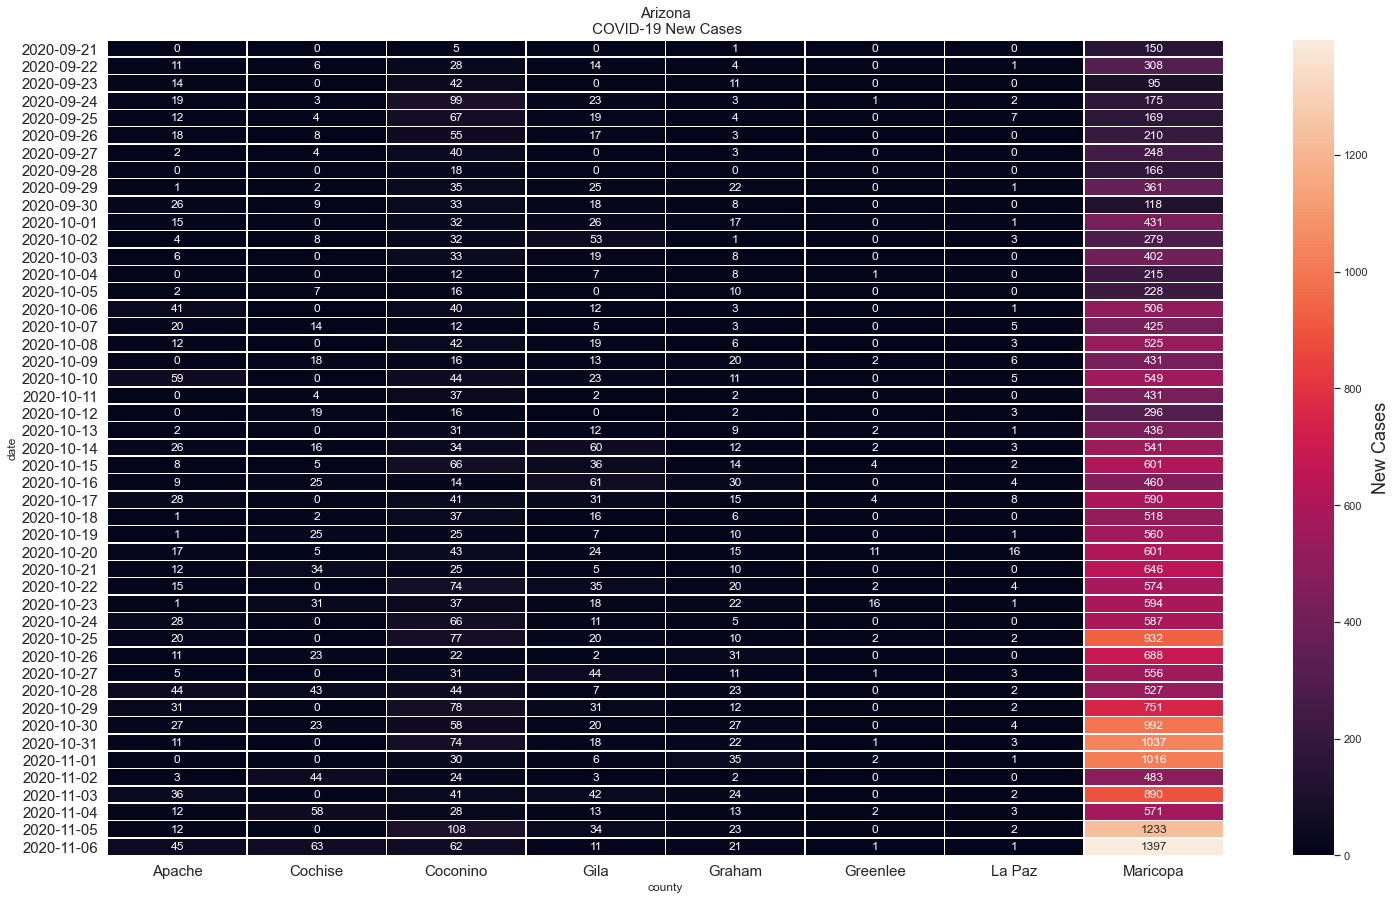 Arizona
COVID-19 New Cases
2020-09-21 0 0 5 0 1 0 0 150
2020-09-22 11 6 28 14 4 0 1 308
2020-09-23 14 0 42 0 11 0 0 95
2020-09-24 19 3 99 23 3 1 2 175
2020-09-25 12 4 67 19 4 0 7 169
2020-09-26 18 8 55 17 3 0 0 210
2020-09-27 2 4 40 0 3 0 0 248
2020-09-28 0 0 18 0 0 0 0 166
2020-09-29 1 2 35 25 22 0 1 361
2020-09-30 26 9 33 18 8 0 0 118
2020-10-01 15 0 32 26 17 0 1 431
2020-10-02 4 8 32 53 1 0 3 279
2020-10-03 6 0 33 19 8 0 0 402
2020-10-04 0 0 12 7 8 1 0 215
2020-10-05 2 7 16 0 10 0 0 228
2020-10-06 41 0 40 12 3 0 1 506
2020-10-07 20 14 12 5 3 0 5 425
2020-10-08 12 0 42 19 6 0 3 525
2020-10-09 0 18 16 13 20 2 6 431
2020-10-10 59 0 44 23 11 0 5 549
2020-10-11 0 4 37 2 2 0 0 431
2020-10-12 0 19 16 0 2 0 3 296
2020-10-13 2 0 31 12 9 2 1 436
2020-10-14 26 16 34 60 12 2 3 541
2020-10-15 8 5 66 36 14 4 2 601
2020-10-16 9 25 14 61 30 0 4 460
2020-10-17 28 0 41 31 15 4 8 590
2020-10-18 1 2 37 16 6 0 0 518
2020-10-19 1 25 25 7 10 0 1 560
2020-10-20 17 5 43 24 15 11 16 601
2020-10-21 12 34 25 5 10 0 0 646
2020-10-22 15 0 74 35 20 2 4 574
2020-10-23 1 31 37 18 22 16 1 594
2020-10-24 28 0 66 11 5 0 0 587
2020-10-25 20 0 77 20 10 2 2 932
2020-10-26 11 23 22 2 31 0 0 688
2020-10-27 5 0 31 44 11 1 3 556
2020-10-28 44 43 44 7 23 0 2 527
2020-10-29 31 0 78 31 12 0 2 751
2020-10-30 27 23 58 20 27 0 4 992
2020-10-31 11 0 74 18 22 1 3 1037
2020-11-01 0 0 30 6 35 2 1 1016
2020-11-02 3 44 24 3 2 0 0 483
2020-11-03 36 0 41 42 24 0 2 890
2020-11-04 12 58 28 13 13 2 3 571
2020-11-05 12 0 108 34 23 0 2 1233
2020-11-06 45 63 62 11 21 1 1 1397
Apache Cochise Coconino Gila Graham Greenlee La Paz Maricopa
county
date
1200
1000
800
600
400
200
0
New Cases